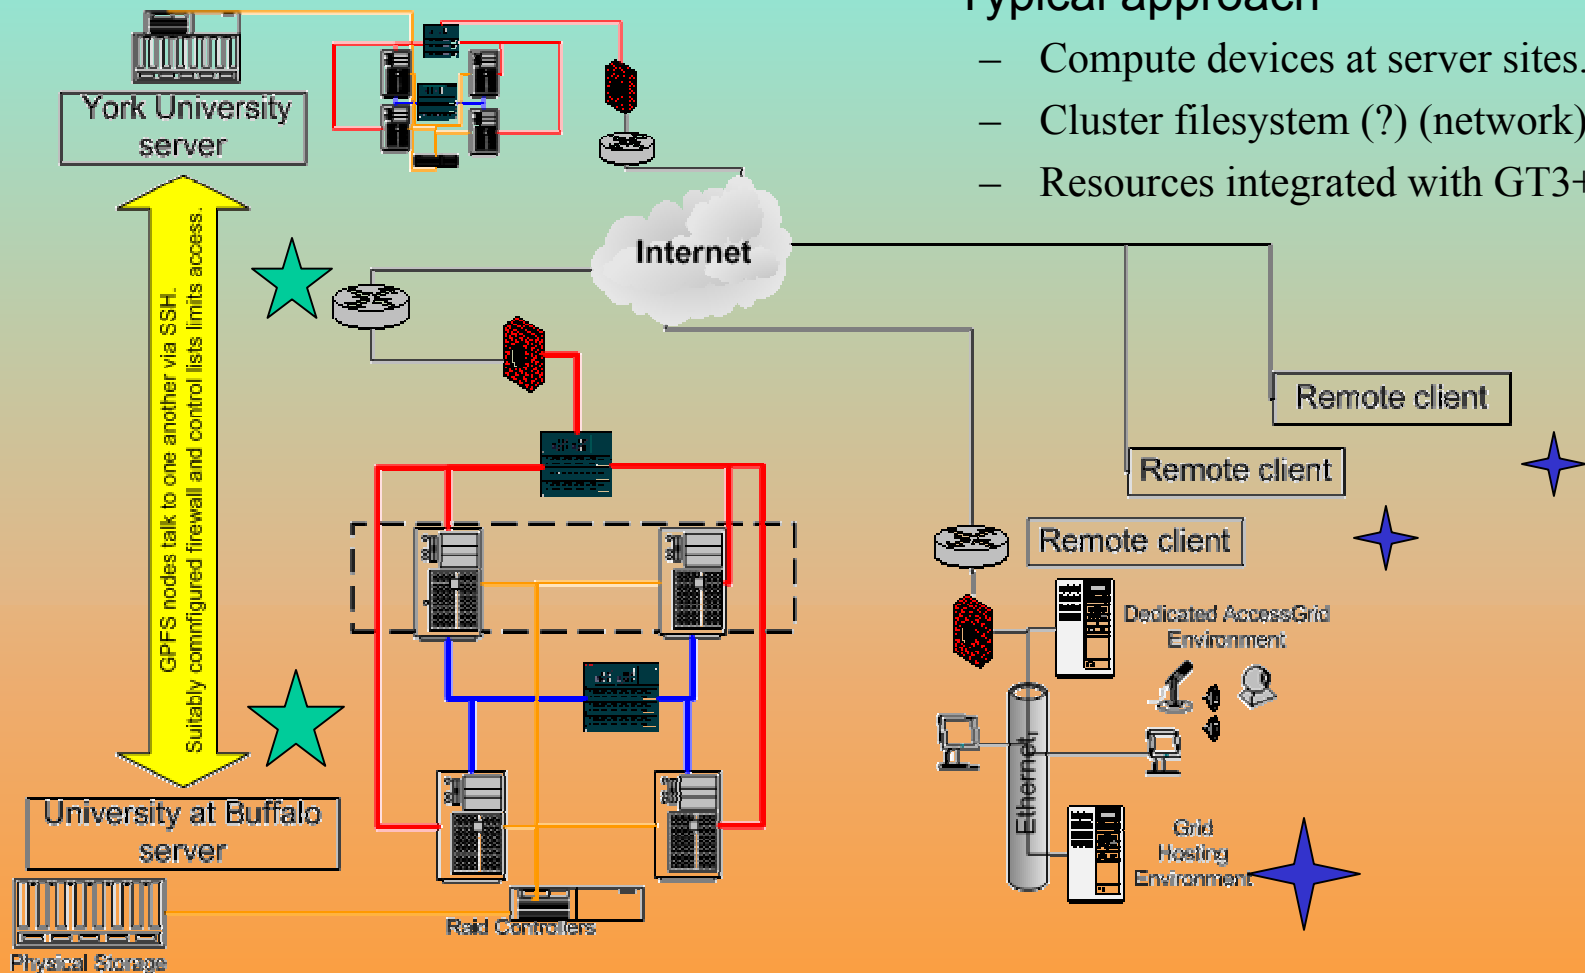 Typical approach
– Compute devices at server sites.
– Cluster filesystem (?) (network)
– Resources integrated with GT3+
York University
server
GPFS nodes talk to one another via SSH.
Suitably comnfigured firewall and control lists limits access.
Internet
Remote client
Remote client
Remote client
Dedicated AccessGrid
Environment
Ethernet
Grid
Hosting
Environment
University at Buffalo
server
Raid Controllers
Physical Storage